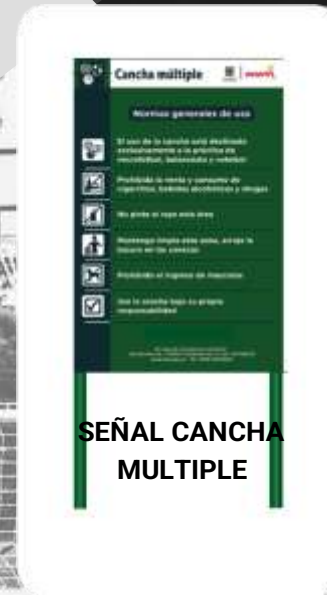 Cancha múltiple
Normas generales de uso
El uso de la cancha está destinado
exclusivamente a la práctica de
microfútbol, baloncesto y voleibol
Prohibida la venta y consumo de
cigarrillos, bebidas alcohólicas y drogas
No pinte ni raye esta área
Mantenga limpia esta zona, arroje la
basura en las canecas
Prohibido el ingreso de mascotas
Use la cancha bajo su propia
responsabilidad
SEÑAL CANCHA
MULTIPLE